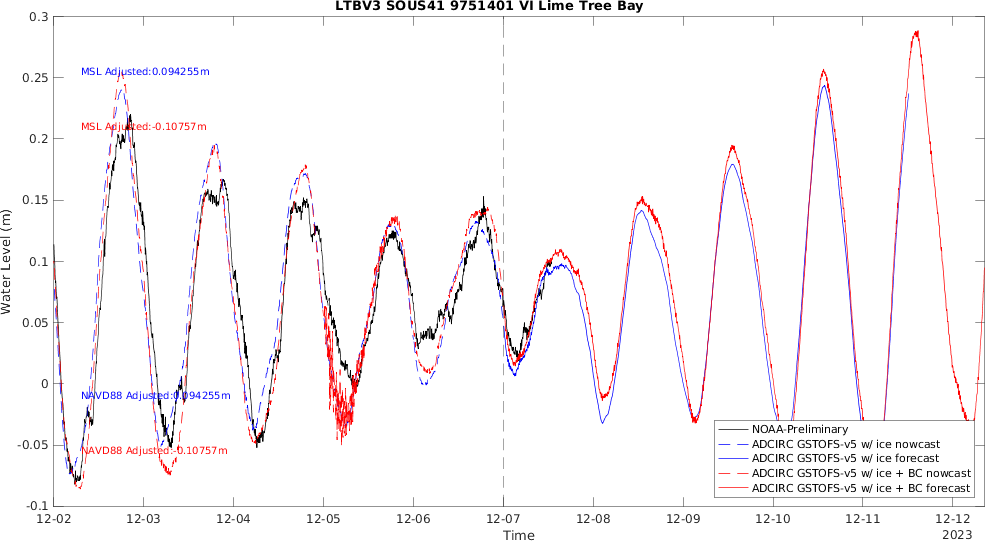 LTBV3 SOUS41 9751401 VI Lime Tree Bay
0.3
0.25
0.2
0.15
0.1
0.05
0
-0.05
-0.1
Water Level (m)
MSL Adjusted:0.094255m
MSL Adjusted:-0.10757m
NAVD88 Adjusted:0.094255m
NAVD88 Adjusted:-0.10757m
NOAA-Preliminary
ADCIRC GSTOFS-v5 w/ ice nowcast
ADCIRC GSTOFS-v5 w/ ice forecast
ADCIRC GSTOFS-v5 w/ ice + BC nowcast
ADCIRC GSTOFS-v5 w/ ice + BC forecast
12-02 12-03 12-04 12-05 12-06 12-07 12-08 12-09 12-10 12-11 12-12
Time
2023